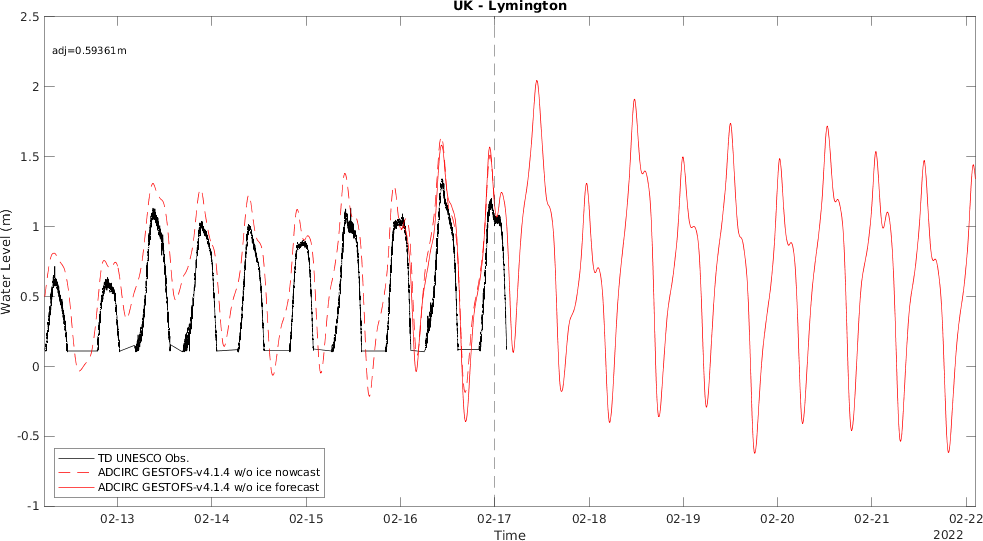 UK - Lymington
adj=0.59361m
Water Level (m)
2.5
2
1.5
1
0.5
0
-0.5
-1
TD UNESCO Obs.
ADCIRC GESTOFS-v4.1.4 w/o ice nowcast
ADCIRC GESTOFS-v4.1.4 w/o ice forecast
02-13 02-14 02-15 02-16 02-17 02-18 02-19 02-20 02-21 02-22
Time
2022